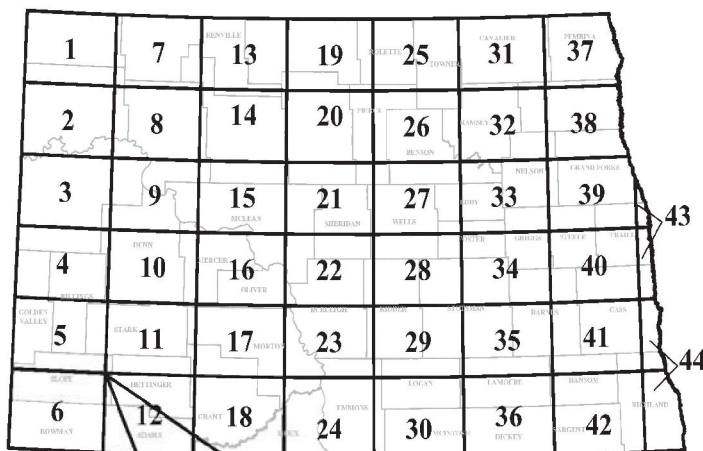 RENVILLE
CAVALIER
PEMBINA
1 7 13 19 25 31 37
ROLETTE
TOWNER
2 8 14 20 26 32 38
PIERCE
RAMSEY
BENSON
NELSON
GRAND FORKS
3 9 15 21 27 33 39
43
MCLEAN
SHERIDAN
WELLS
EDDY
DUNN
FOSTER
GRIGGS
STEELE
TRAILL
4 10 16 22 28 34 40
MERCER
OLIVER
BILLINGS
GOLDEN
VALLEY
BURLEIGH
KIDDER
STUTSMAN
BARNES
CASS
5 11 17 23 29 35 41
STARK
MORTON
44
SLOPE
HETTINGER
LOGAN
LAMOURE
RANSOM
RICHLAND
6 12 18 24 30 36 42
GRANT
EMMONS
BOWMAN
ADAMS
SIOUX
MCINTOSH
DICKEY
SARGENT